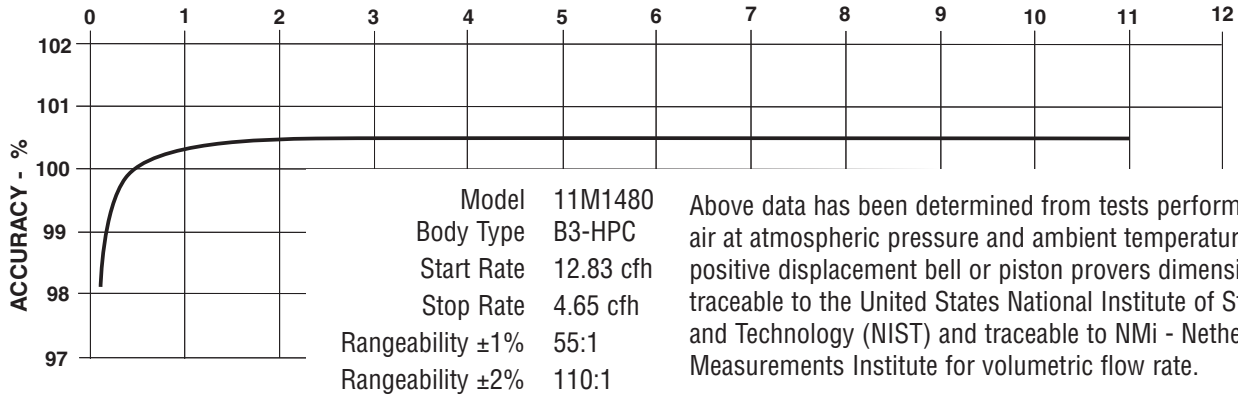 0 1 2 3 4 5 6 7 8 9 10 11 12
102
101
100
99
98
97
ACCURACY - %
Model 11M1480
Body Type B3-HPC
Start Rate 12.83 cfh
Stop Rate 4.65 cfh
Rangeability ±1% 55:1
Rangeability ±2% 110:1
Above data has been determined from tests perform
air at atmospheric pressure and ambient temperatur
positive displacement bell or piston provers dimensi
traceable to the United States National Institute of S
and Technology (NIST) and traceable to NMi - Nethe
Measurements Institute for volumetric flow rate.